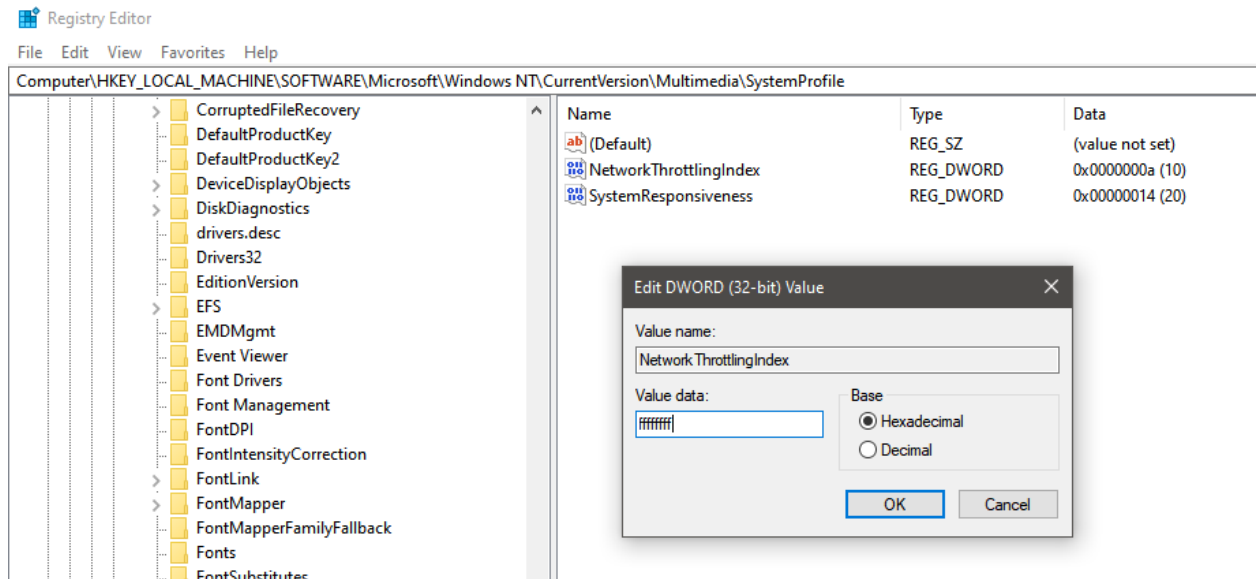 Registry Editor
File Edit View Favorites Help
Computer\HKEY_LOCAL_MACHINE\SOFTWARE\Microsoft\Windows NT\CurrentVersion\Multimedia\SystemProfile
CorruptedFileRecovery
DefaultProductKey
DefaultProductKey2
DeviceDisplayObjects
DiskDiagnostics
drivers.desc
Drivers32
EditionVersion
EFS
EMDMgmt
Event Viewer
Font Drivers
Font Management
FontDPI
FontIntensityCorrection
FontLink
FontMapper
FontMapperFamilyFallback
Fonts
FontSubstitutes
Name Type Data
(Default) REG_SZ (value not set)
NetworkThrottlingIndex REG_DWORD 0x0000000a (10)
SystemResponsiveness REG_DWORD 0x00000014 (20)
Edit DWORD (32-bit) Value
Value name:
NetworkThrottlingIndex
Value data: Base
ffffffff Hexadecimal
Decimal
OK Cancel